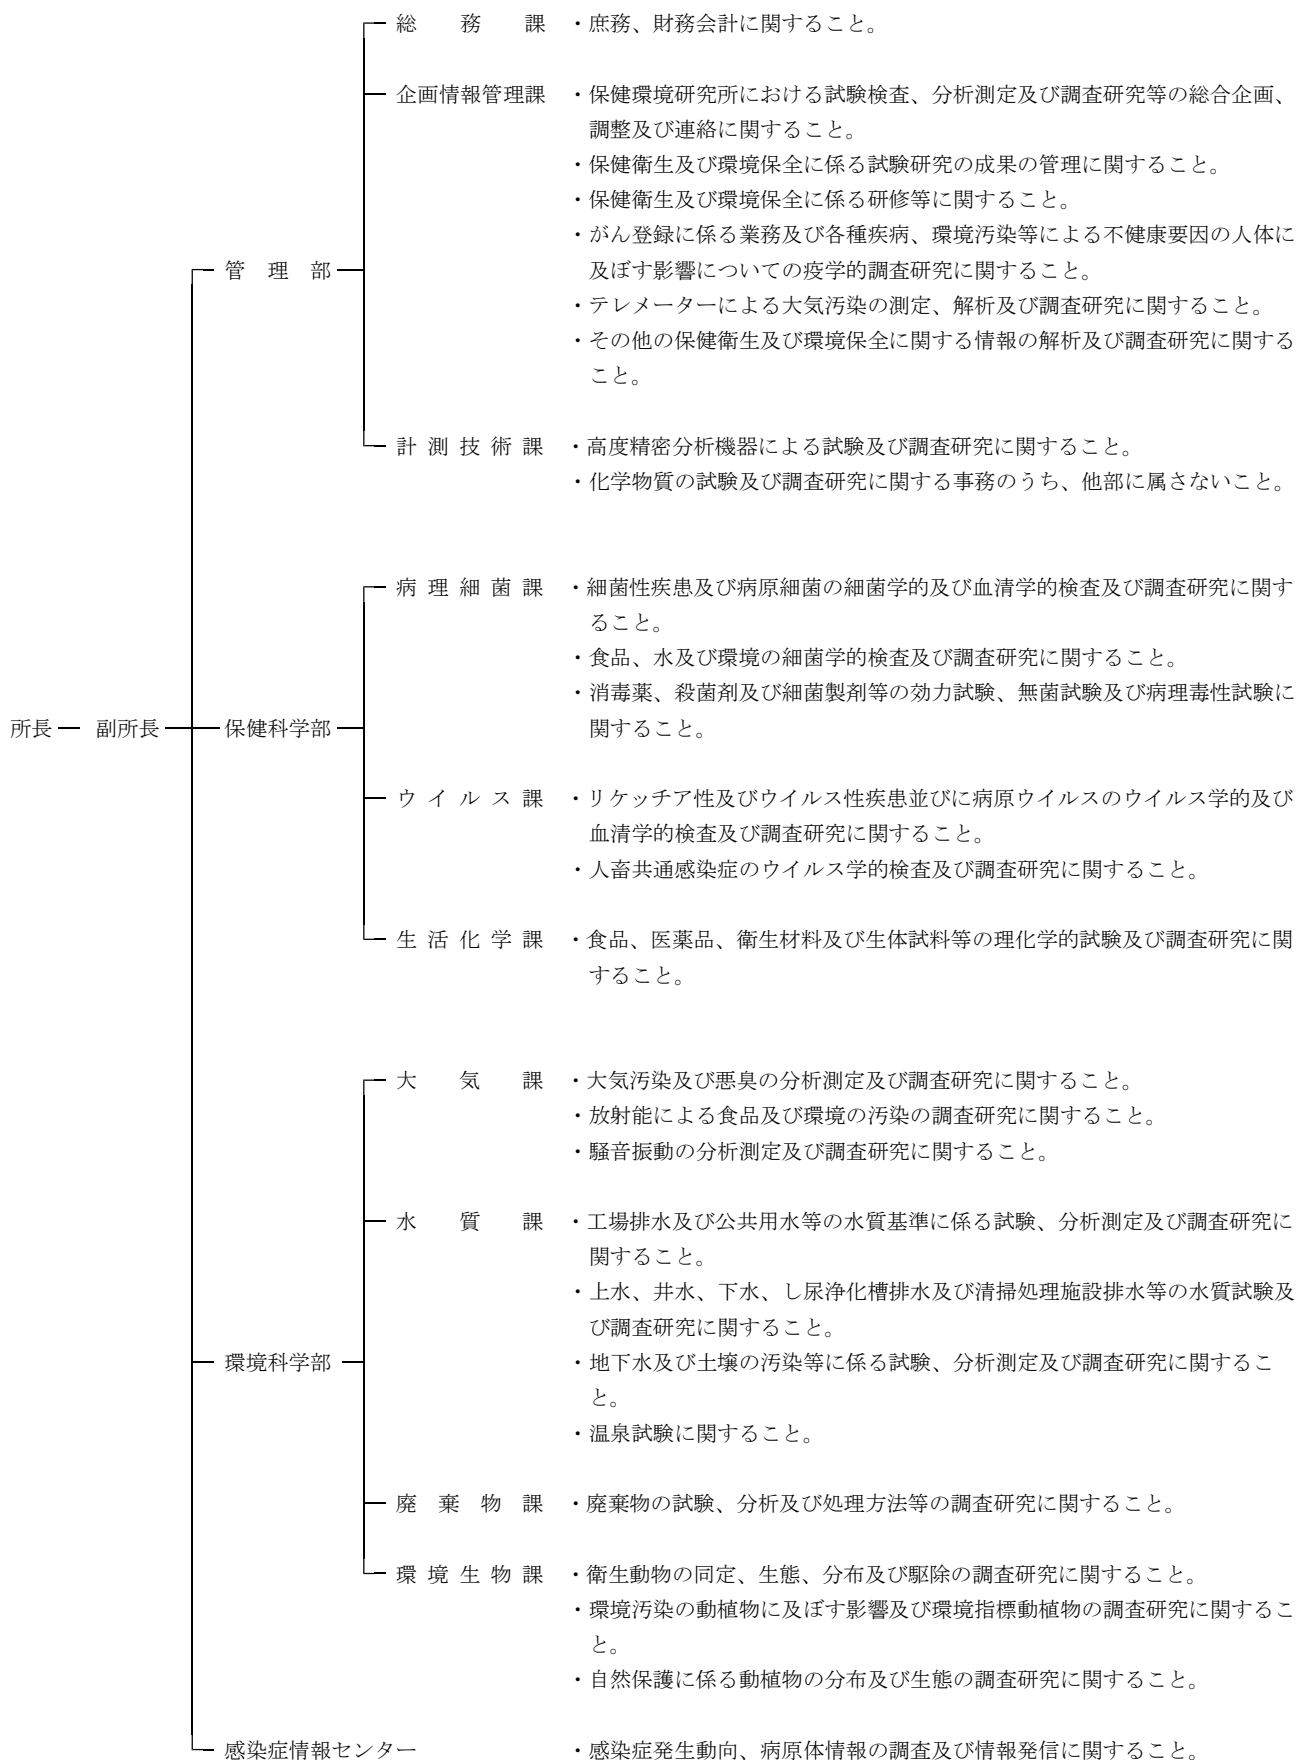 総務課 ・庶務、財務会計に関すること。
企画情報管理課 ・保健環境研究所における試験検査、分析測定及び調査研究等の総合企画、
調整及び連絡に関すること。
・保健衛生及び環境保全に係る試験研究の成果の管理に関すること。
・保健衛生及び環境保全に係る研修等に関すること。
・がん登録に係る業務及び各種疾病、環境汚染等による不健康要因の人体に
管理部 及ぼす影響についての疫学的調査研究に関すること。
・テレメーターによる大気汚染の測定、解析及び調査研究に関すること。
・その他の保健衛生及び環境保全に関する情報の解析及び調査研究に関する
こと。
計測技術課 ・高度精密分析機器による試験及び調査研究に関すること。
・化学物質の試験及び調査研究に関する事務のうち、他部に属さないこと。
病理細菌課 ・細菌性疾患及び病原細菌の細菌学的及び血清学的検査及び調査研究に関す
ること。
・食品、水及び環境の細菌学的検査及び調査研究に関すること。
・消毒薬、殺菌剤及び細菌製剤等の効力試験、無菌試験及び病理毒性試験に
所長 副所長 保健科学部 関すること。
ウイルス課 ・リケッチア性及びウイルス性疾患並びに病原ウイルスのウイルス学的及び
血清学的検査及び調査研究に関すること。
・人畜共通感染症のウイルス学的検査及び調査研究に関すること。
生活化学課 ・食品、医薬品、衛生材料及び生体試料等の理化学的試験及び調査研究に関
すること。
大気課 ・大気汚染及び悪臭の分析測定及び調査研究に関すること。
・放射能による食品及び環境の汚染の調査研究に関すること。
・騒音振動の分析測定及び調査研究に関すること。
水質課 ・工場排水及び公共用水等の水質基準に係る試験、分析測定及び調査研究に
関すること。
・上水、井水、下水、し尿浄化槽排水及び清掃処理施設排水等の水質試験及
び調査研究に関すること。
環境科学部 ・地下水及び土壌の汚染等に係る試験、分析測定及び調査研究に関するこ
と。
・温泉試験に関すること。
廃棄物課 ・廃棄物の試験、分析及び処理方法等の調査研究に関すること。
環境生物課 ・衛生動物の同定、生態、分布及び駆除の調査研究に関すること。
・環境汚染の動植物に及ぼす影響及び環境指標動植物の調査研究に関するこ
と。
・自然保護に係る動植物の分布及び生態の調査研究に関すること。
感染症情報センター ・感染症発生動向、病原体情報の調査及び情報発信に関すること。